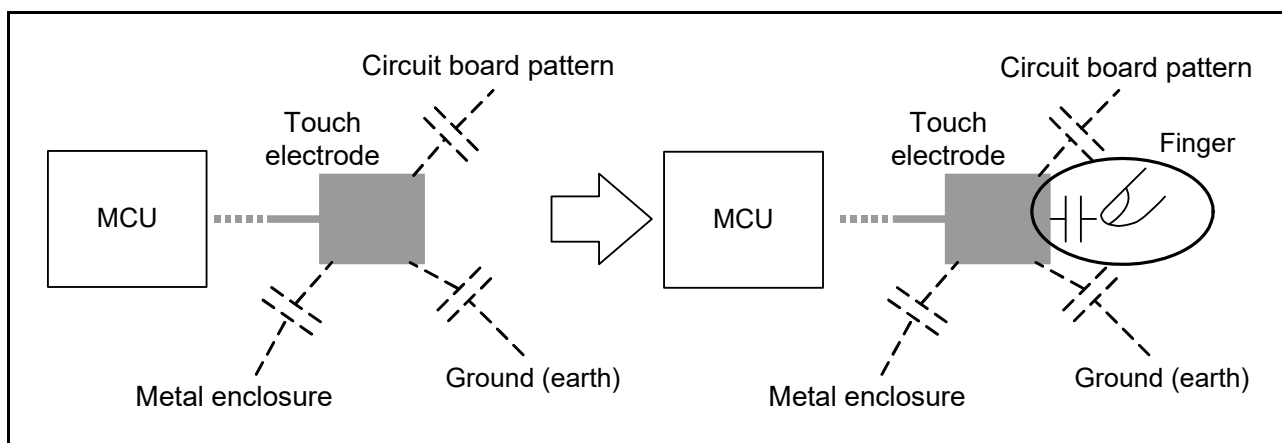 Circuit board pattern
Touch
electrode
MCU
Metal enclosure
Ground (earth)
Circuit board pattern
Touch
electrode
Finger
MCU
Metal enclosure
Ground (earth)